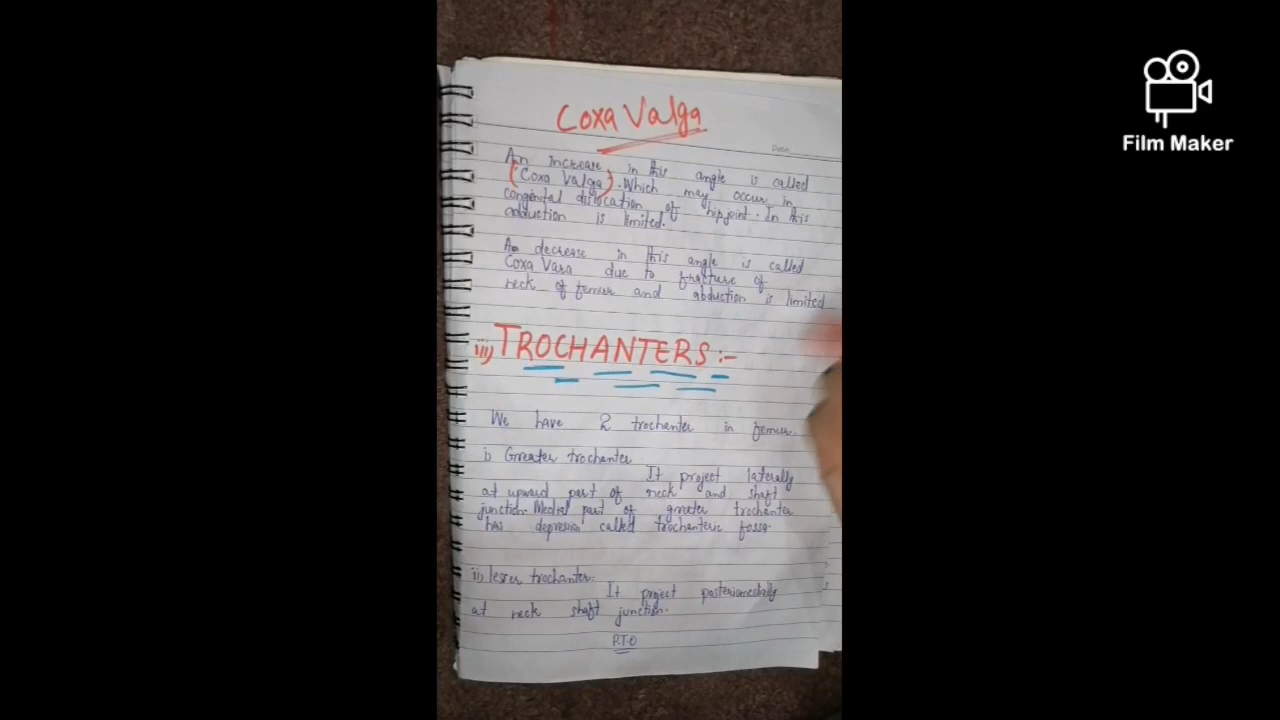 Coxa Valga
Date:
An increase in this angle is called
(Coxa Valga). Which may occur in
congenital dislocation of hip joint. In this
adduction is limited.
A decrease in this angle is called
Coxa Vara due to fracture of
neck of femur and abduction is limited
iii) TROCHANTERS :-
We have 2 trochanter in femur.
i) Greater trochanter
It project laterally
at upward part of neck and shaft
junction. Medial part of greater trochanter
has depression called trochanteric fossa
ii) lesser trochanter:
It project posteriomedially
at neck shaft junction.
P.T.O
Film Maker